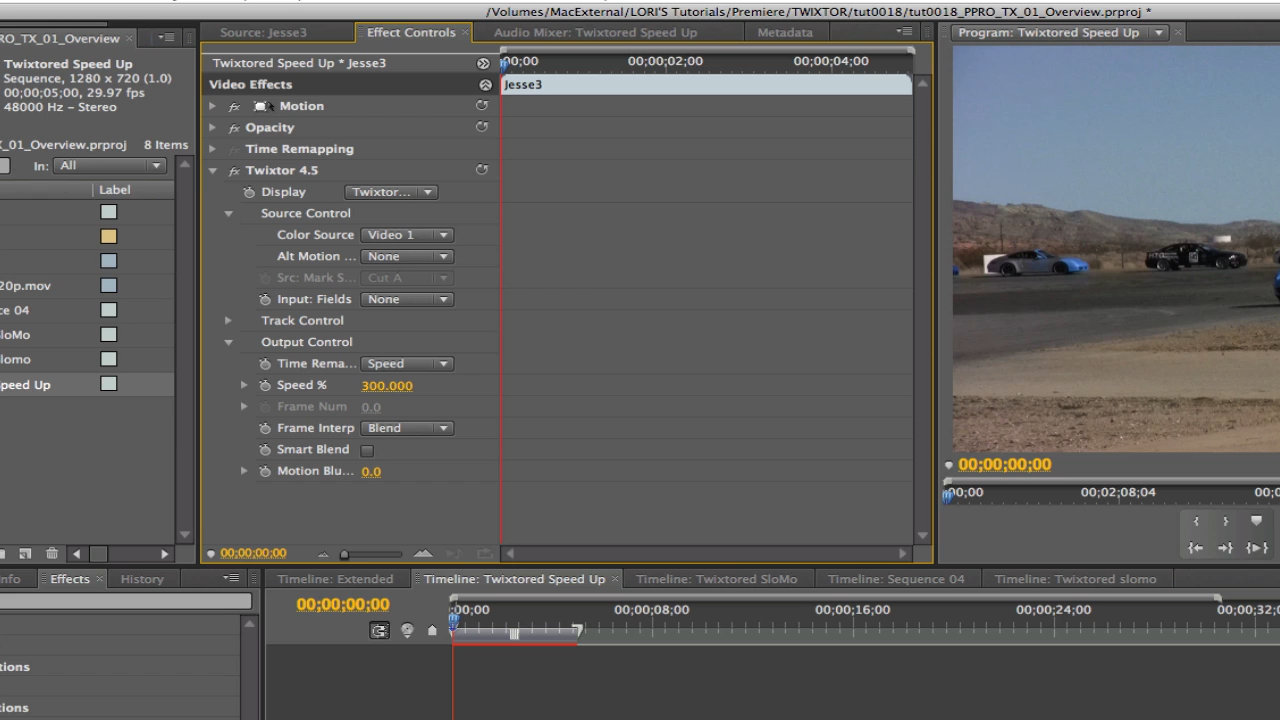 /Volumes/MacExternal/LORI'S Tutorials/Premiere/TWIXTOR/tut0018/tut0018_PPRO_TX_01_Overview.prproj *
RO_TX_01_Overview ×
Source: Jesse3
Effect Controls ×
Audio Mixer: Twixtored Speed Up
Metadata
Program: Twixtored Speed Up
Twixtored Speed Up
Sequence, 1280 x 720 (1.0)
00;00;05;00, 29.97 fps
48000 Hz – Stereo
X_01_Overview.prproj
8 Items
In: All
Label
20p.mov
ce 04
SloMo
slomo
Speed Up
Twixtored Speed Up * Jesse3
00;00
00;00;02;00
00;00;04;00
Video Effects
Jesse3
fx Motion
fx Opacity
fx Time Remapping
fx Twixtor 4.5
Display Twixtor...
Source Control
Color Source Video 1
Alt Motion ... None
Src: Mark S... Cut A
Input: Fields None
Track Control
Output Control
Time Rema... Speed
Speed % 300.000
Frame Num 0.0
Frame Interp Blend
Smart Blend
Motion Blu... 0.0
00;00;00;00
00;00;00;00
00;00
00;02;08;04
00;
nfo
Effects ×
History
Timeline: Extended
Timeline: Twixtored Speed Up ×
Timeline: Twixtored SloMo
Timeline: Sequence 04
Timeline: Twixtored slomo
00;00;00;00
;00;00
00;00;08;00
00;00;16;00
00;00;24;00
00;00;32;0
tions
ons